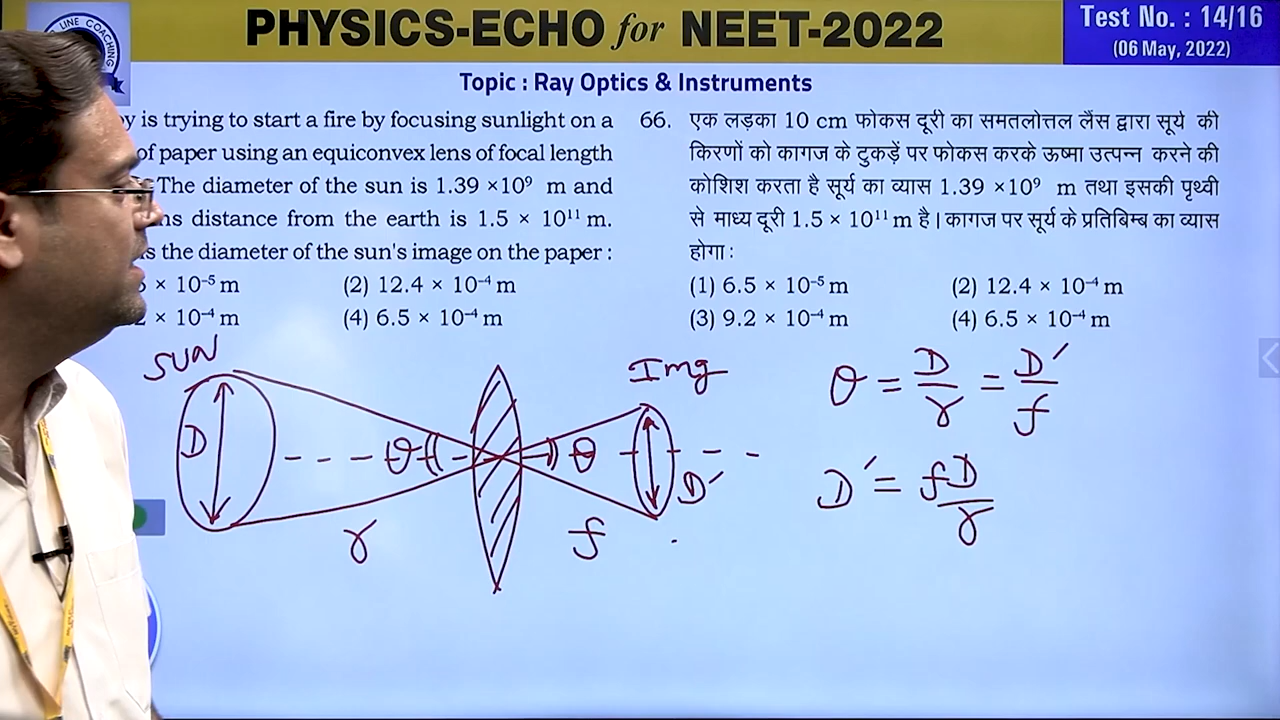 LINE COACHING
PHYSICS-ECHO for NEET-2022
Test No. : 14/16
(06 May, 2022)
Topic : Ray Optics & Instruments
is trying to start a fire by focusing sunlight on a
of paper using an equiconvex lens of focal length
The diameter of the sun is 1.39 ×10⁹ m and
distance from the earth is 1.5 × 10¹¹ m.
the diameter of the sun's image on the paper :
× 10⁻⁵ m (2) 12.4 × 10⁻⁴ m
× 10⁻⁴ m (4) 6.5 × 10⁻⁴ m
66. एक लड़का 10 cm फोकस दूरी का समतलोत्तल लैंस द्वारा सूर्य की
किरणों को कागज के टुकड़ें पर फोकस करके ऊष्मा उत्पन्न करने की
कोशिश करता है सूर्य का व्यास 1.39 ×10⁹ m तथा इसकी पृथ्वी
से माध्य दूरी 1.5 × 10¹¹ m है। कागज पर सूर्य के प्रतिबिम्ब का व्यास
होगा :
(1) 6.5 × 10⁻⁵ m (2) 12.4 × 10⁻⁴ m
(3) 9.2 × 10⁻⁴ m (4) 6.5 × 10⁻⁴ m
SUN
D
θ
r
θ
f
Img
D′
θ = D/r = D′/f
D′ = fD/r